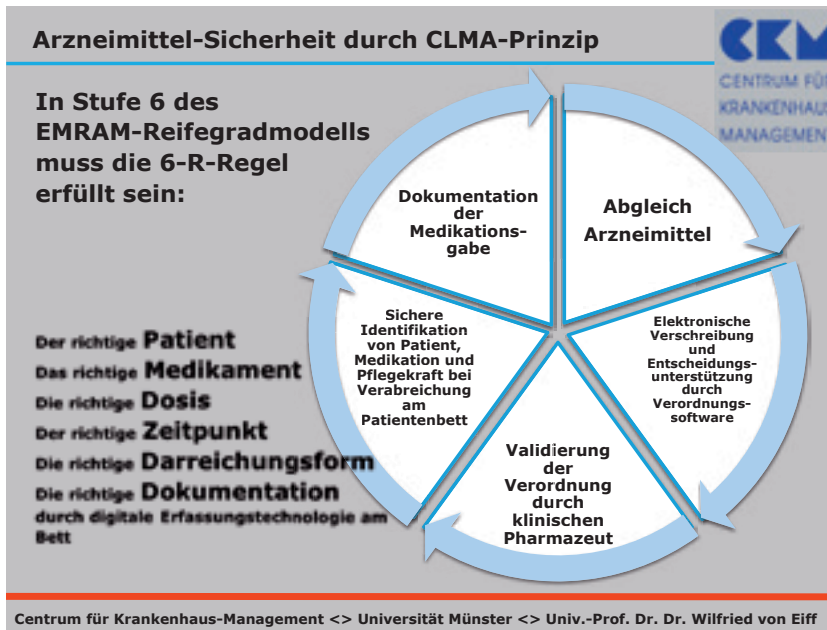 Arzneimittel-Sicherheit durch CLMA-Prinzip
CKM
CENTRUM FÜR
KRANKENHAUS
MANAGEMENT
In Stufe 6 des
EMRAM-Reifegradmodells
muss die 6-R-Regel
erfüllt sein:
Der richtige Patient
Das richtige Medikament
Die richtige Dosis
Der richtige Zeitpunkt
Die richtige Darreichungsform
Die richtige Dokumentation
durch digitale Erfassungstechnologie am
Bett
Abgleich
Arzneimittel
Elektronische
Verschreibung
und
Entscheidungs-
unterstützung
durch
Verordnungs-
software
Validierung
der
Verordnung
durch
klinischen
Pharmazeut
Sichere
Identifikation
von Patient,
Medikation und
Pflegekraft bei
Verabreichung
am
Patientenbett
Dokumentation
der
Medikations-
gabe
Centrum für Krankenhaus-Management <> Universität Münster <> Univ.-Prof. Dr. Dr. Wilfried von Eiff